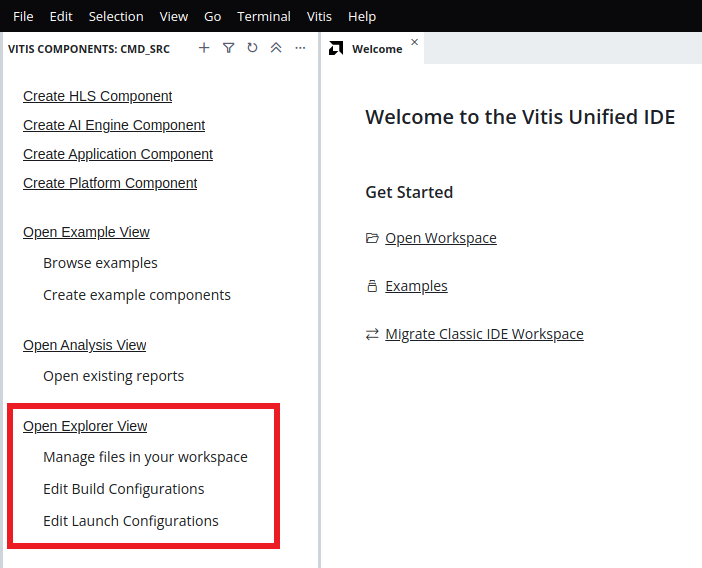 File Edit Selection View Go Terminal Vitis Help
VITIS COMPONENTS: CMD_SRC
Create HLS Component
Create AI Engine Component
Create Application Component
Create Platform Component
Open Example View
Browse examples
Create example components
Open Analysis View
Open existing reports
Open Explorer View
Manage files in your workspace
Edit Build Configurations
Edit Launch Configurations
Welcome
Welcome to the Vitis Unified IDE
Get Started
Open Workspace
Examples
Migrate Classic IDE Workspace